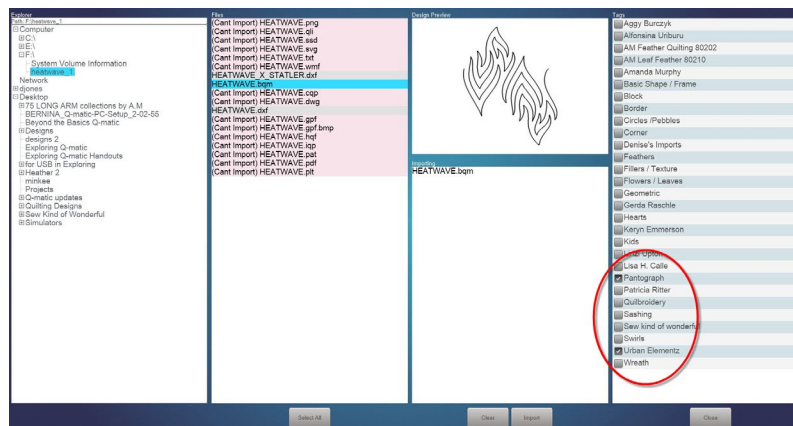 Explorer
Path: F:\heatwave_1
Computer
C:\
E:\
F:\
System Volume Information
heatwave_1
Network
djones
Desktop
75 LONG ARM collections by A.M
BERNINA_Q-matic-PC-Setup_2-02-55
Beyond the Basics Q-matic
Designs
designs 2
Exploring Q-matic
Exploring Q-matic Handouts
for USB in Exploring
Heather 2
minkee
Projects
Q-matic updates
Quilting Designs
Sew Kind of Wonderful
Simulators
Files
(Cant Import) HEATWAVE.png
(Cant Import) HEATWAVE.qli
(Cant Import) HEATWAVE.ssd
(Cant Import) HEATWAVE.svg
(Cant Import) HEATWAVE.txt
(Cant Import) HEATWAVE.wmf
HEATWAVE_X_STATLER.dxf
HEATWAVE.bqm
(Cant Import) HEATWAVE.cqp
(Cant Import) HEATWAVE.dwg
HEATWAVE.dxf
(Cant Import) HEATWAVE.gpf
(Cant Import) HEATWAVE.gpf.bmp
(Cant Import) HEATWAVE.hqf
(Cant Import) HEATWAVE.iqp
(Cant Import) HEATWAVE.pat
(Cant Import) HEATWAVE.pdf
(Cant Import) HEATWAVE.plt
Design Preview
Importing
HEATWAVE.bqm
Tags
Aggy Burczyk
Alfonsina Uriburu
AM Feather Quilting 80202
AM Leaf Feather 80210
Amanda Murphy
Basic Shape / Frame
Block
Border
Circles /Pebbles
Corner
Denise's Imports
Feathers
Fillers / Texture
Flowers / Leaves
Geometric
Gerda Raschle
Hearts
Keryn Emmerson
Kids
Upton
Lisa H. Calle
Pantograph
Patricia Ritter
Quilbroidery
Sashing
Sew kind of wonderful
Swirls
Urban Elementz
Wreath
Select All
Clear
Import
Close